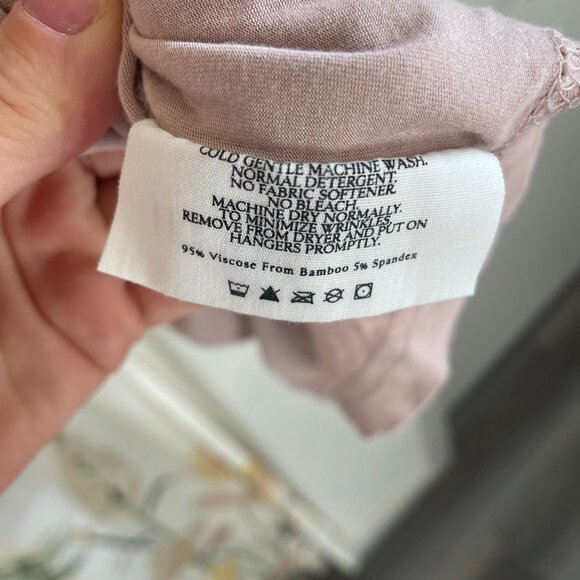 COLD GENTLE MACHINE WASH.
NORMAL DETERGENT.
NO FABRIC SOFTENER
NO BLEACH.
MACHINE DRY NORMALLY.
TO MINIMIZE WRINKLES
REMOVE FROM DRYER AND PUT ON
HANGERS PROMPTLY.
95% Viscose From Bamboo 5% Spandex